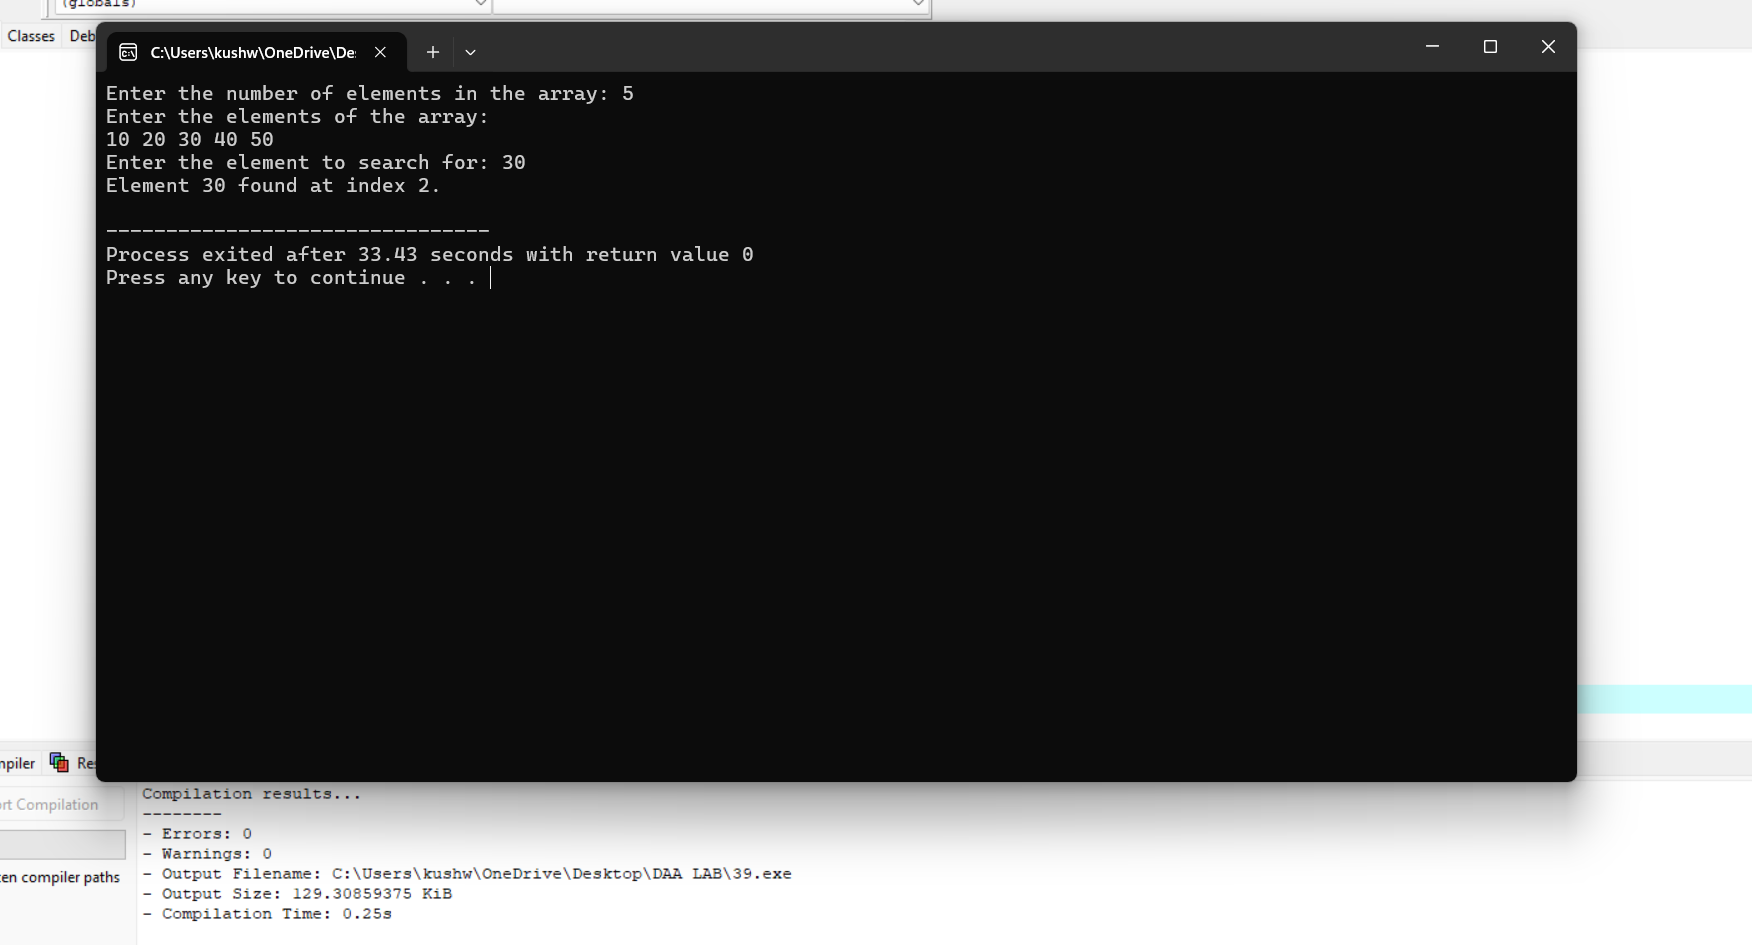 (globals)
Classes Deb
C:\Users\kushw\OneDrive\De
Enter the number of elements in the array: 5
Enter the elements of the array:
10 20 30 40 50
Enter the element to search for: 30
Element 30 found at index 2.
--------------------------------
Process exited after 33.43 seconds with return value 0
Press any key to continue . . .
mpiler Res
ort Compilation
Compilation results...
--------
- Errors: 0
- Warnings: 0
- Output Filename: C:\Users\kushw\OneDrive\Desktop\DAA LAB\39.exe
en compiler paths
- Output Size: 129.30859375 KiB
- Compilation Time: 0.25s